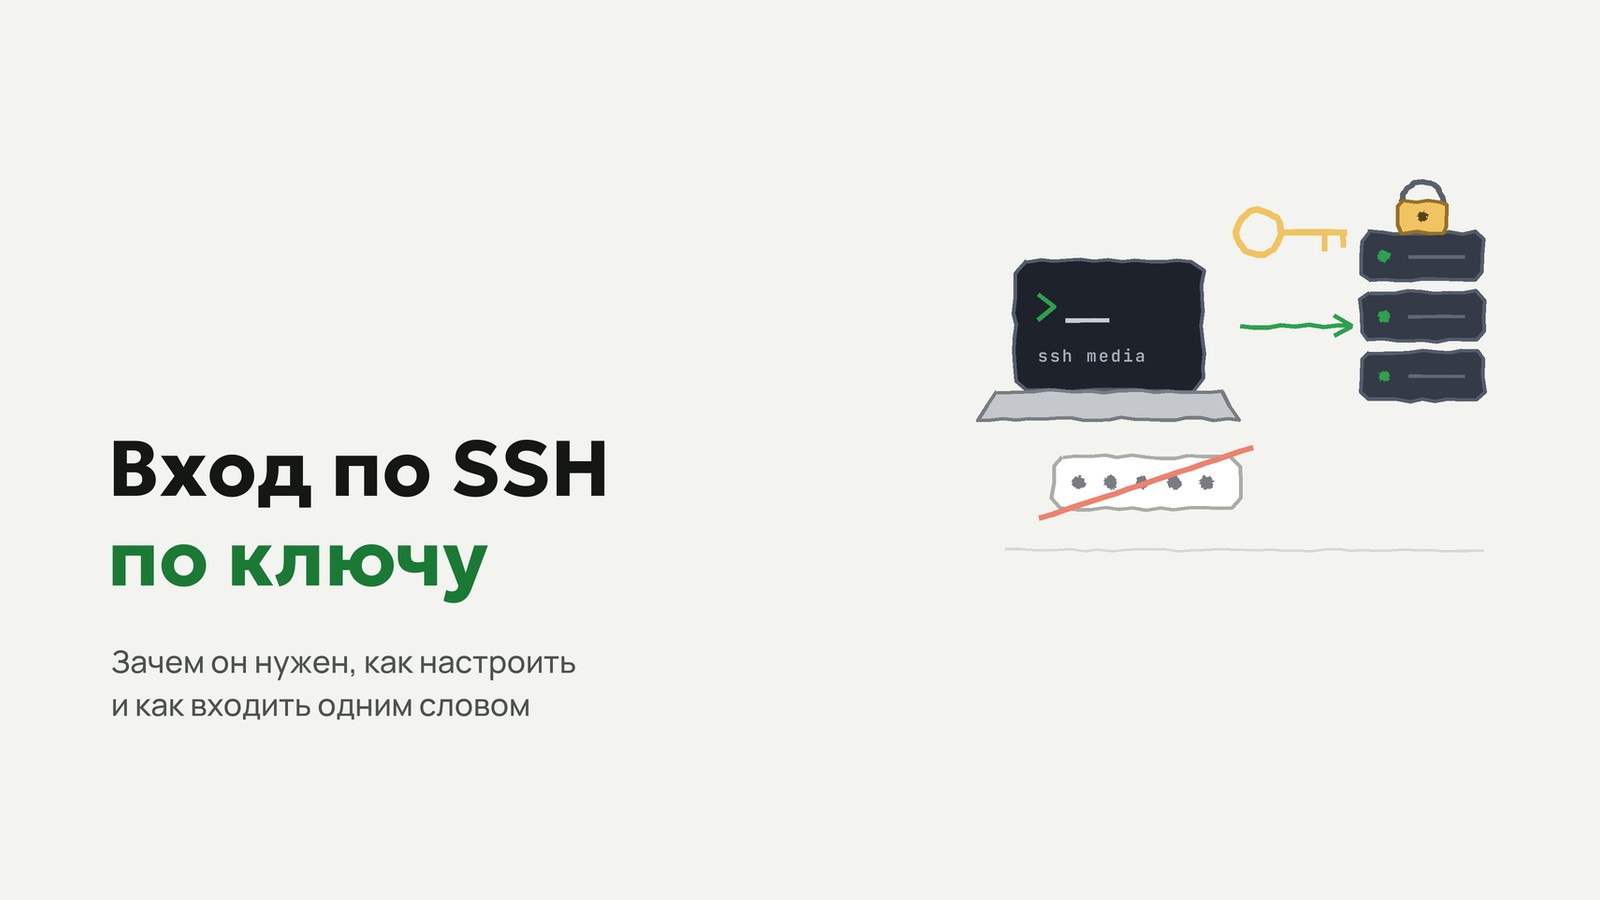 Вход по SSH
по ключу
Зачем он нужен, как настроить
и как входить одним словом
ssh media